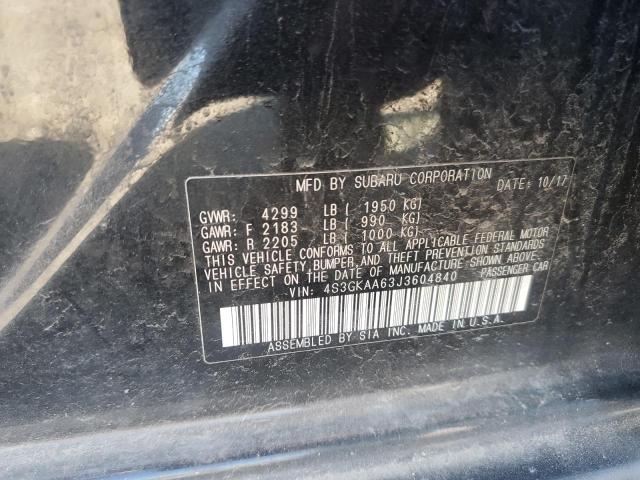 MFD BY SUBARU CORPORATION DATE: 10/17
GVWR: 4299 LB ( 1950 KG)
GAWR: F 2183 LB ( 990 KG)
GAWR: R 2205 LB ( 1000 KG)
THIS VEHICLE CONFORMS TO ALL APPLICABLE FEDERAL MOTOR
VEHICLE SAFETY, BUMPER, AND THEFT PREVENTION STANDARDS
IN EFFECT ON THE DATE OF MANUFACTURE SHOWN ABOVE.
VIN: 4S3GKAA63J3604840 PASSENGER CAR
ASSEMBLED BY SIA INC. MADE IN U.S.A.